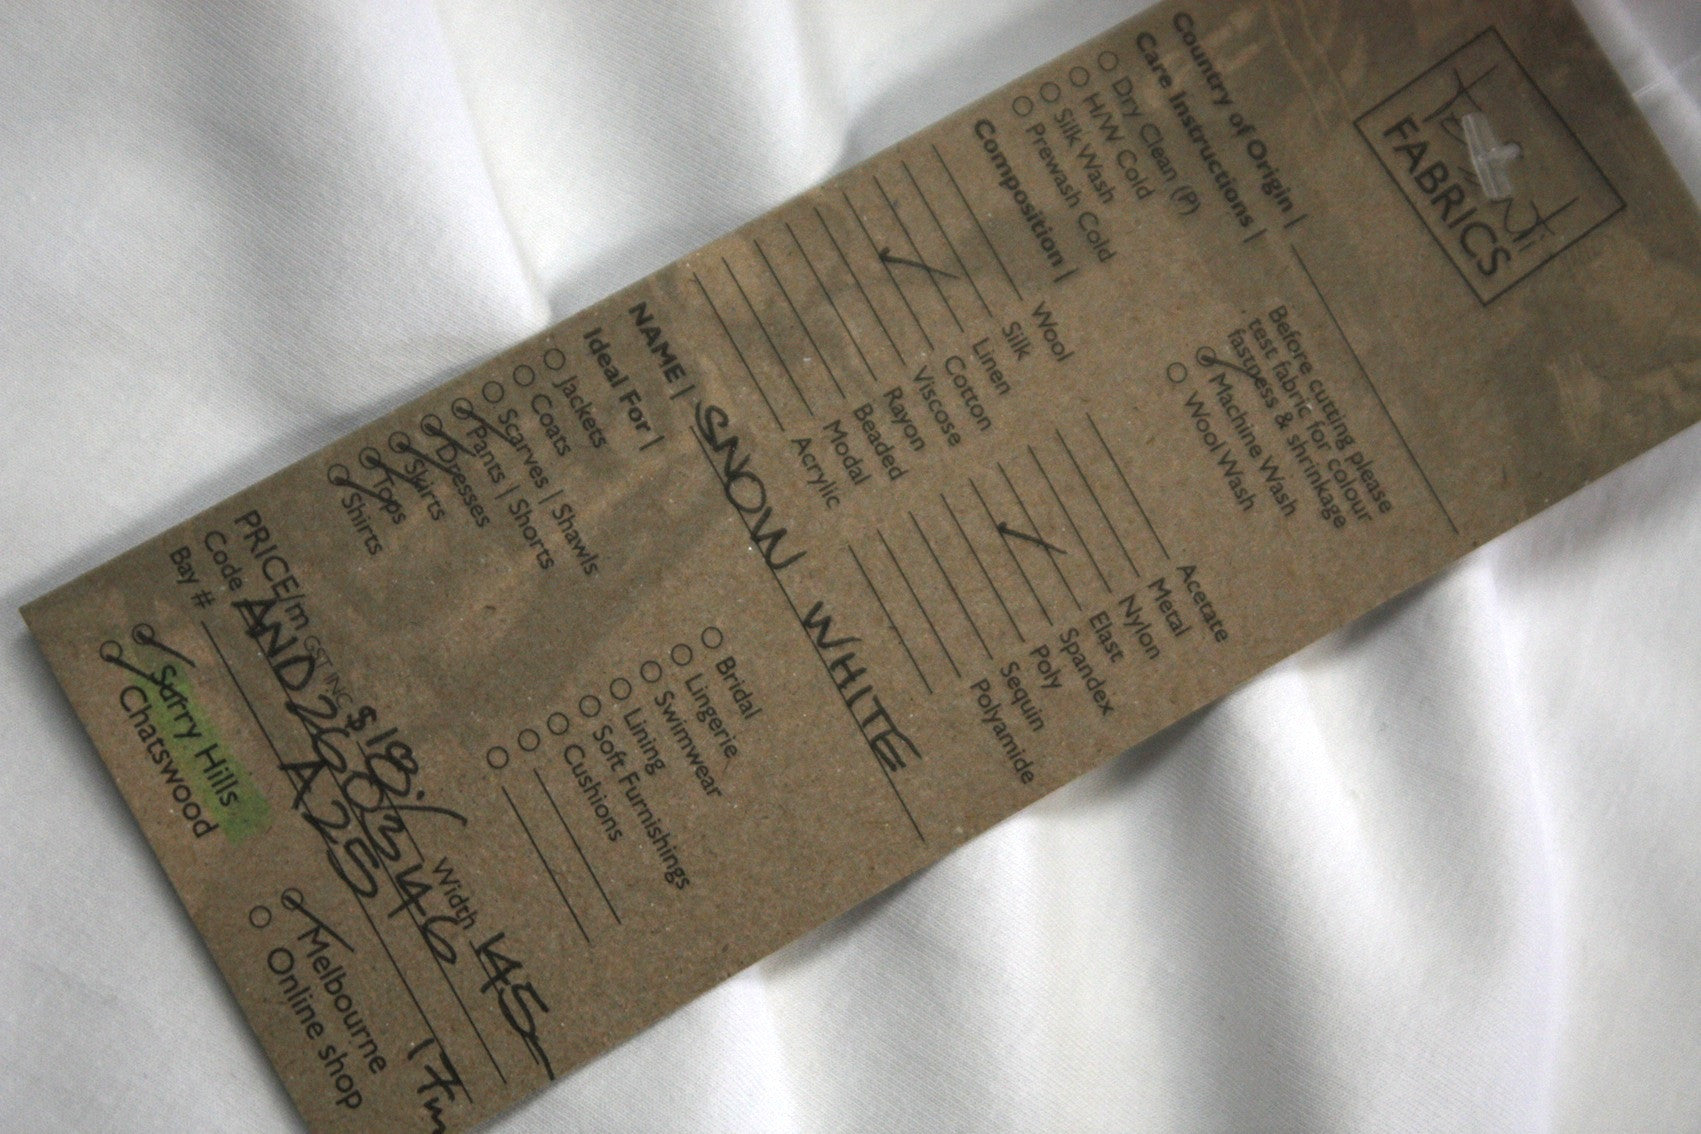 Tessuti
FABRICS
Country of Origin |
Care Instructions |
Dry Clean (P)
H/W Cold
Silk Wash
Prewash Cold
Before cutting please
test fabric for colour
fastness & shrinkage
Machine Wash
Wool Wash
Composition |
Wool
Silk
Linen
Cotton
Viscose
Rayon
Beaded
Modal
Acrylic
Acetate
Metal
Nylon
Elast
Spandex
Poly
Sequin
Polyamide
NAME | SNOW WHITE
Ideal For |
Jackets
Coats
Scarves | Shawls
Pants | Shorts
Dresses
Skirts
Tops
Shirts
Bridal
Lingerie
Swimwear
Lining
Soft Furnishings
Cushions
PRICE/m GST INC $18. Width 145
Code AND2603146
Bay # A25 17m
Surry Hills
Chatswood
Melbourne
Online shop